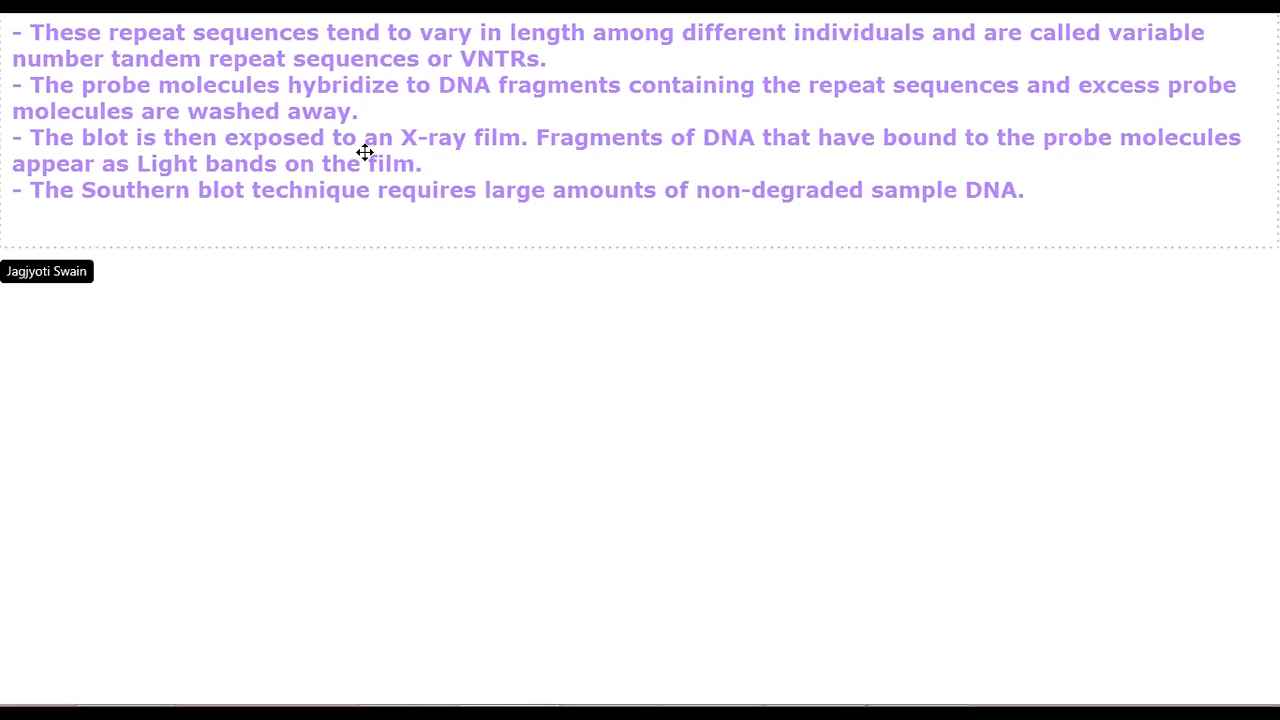 - These repeat sequences tend to vary in length among different individuals and are called variable
number tandem repeat sequences or VNTRs.
- The probe molecules hybridize to DNA fragments containing the repeat sequences and excess probe
molecules are washed away.
- The blot is then exposed to an X-ray film. Fragments of DNA that have bound to the probe molecules
appear as Light bands on the film.
- The Southern blot technique requires large amounts of non-degraded sample DNA.
Jagjyoti Swain